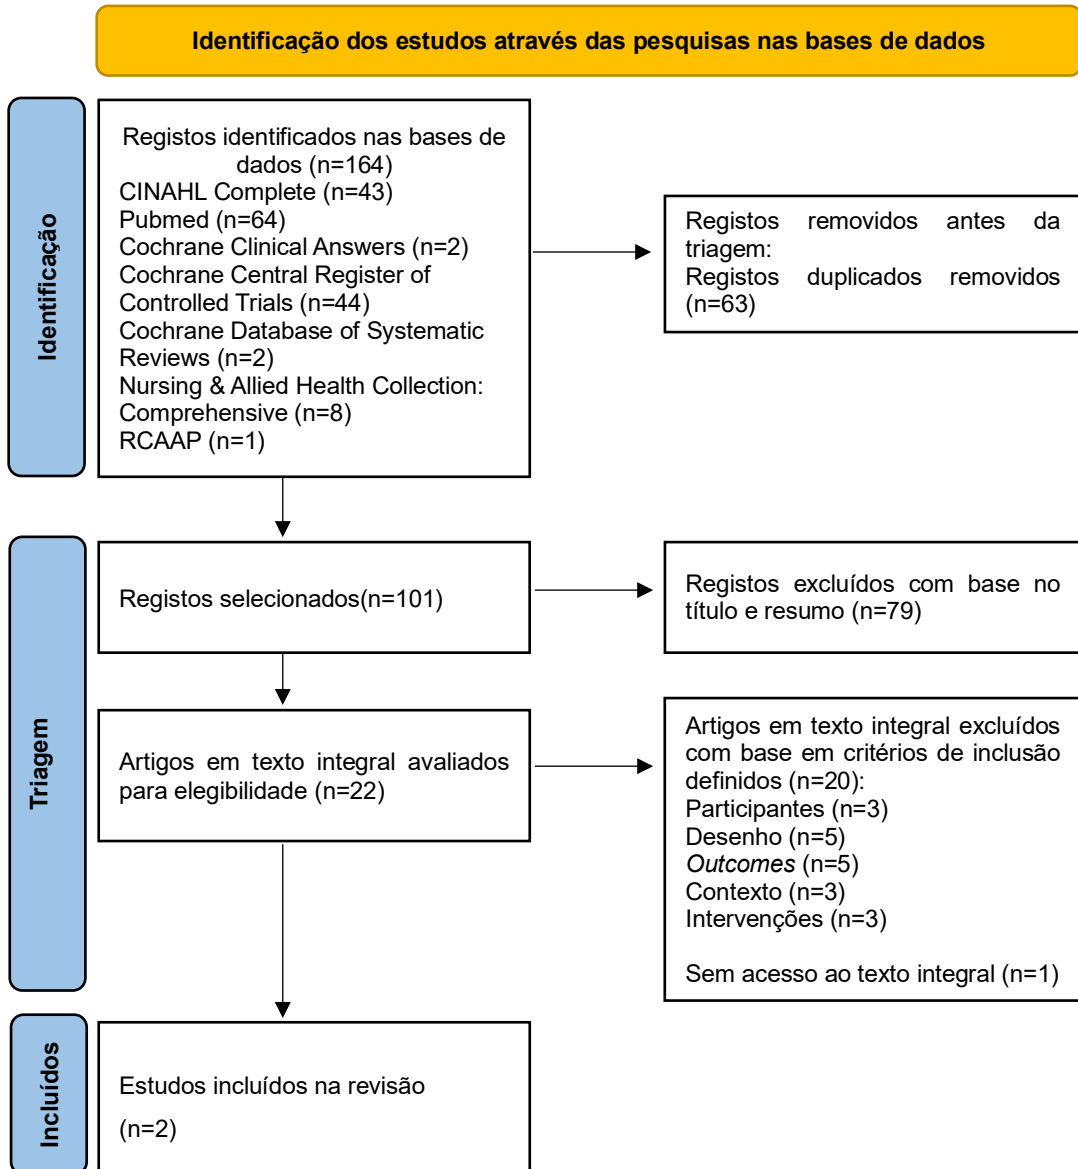 Identificação dos estudos através das pesquisas nas bases de dados
Identificação
Registos identificados nas bases de
dados (n=164)
CINAHL Complete (n=43)
Pubmed (n=64)
Cochrane Clinical Answers (n=2)
Cochrane Central Register of
Controlled Trials (n=44)
Cochrane Database of Systematic
Reviews (n=2)
Nursing & Allied Health Collection:
Comprehensive (n=8)
RCAAP (n=1)
Registos removidos antes da
triagem:
Registos duplicados removidos
(n=63)
Triagem
Registos selecionados(n=101)
Registos excluídos com base no
título e resumo (n=79)
Artigos em texto integral avaliados
para elegibilidade (n=22)
Artigos em texto integral excluídos
com base em critérios de inclusão
definidos (n=20):
Participantes (n=3)
Desenho (n=5)
Outcomes (n=5)
Contexto (n=3)
Intervenções (n=3)
Sem acesso ao texto integral (n=1)
Incluídos
Estudos incluídos na revisão
(n=2)